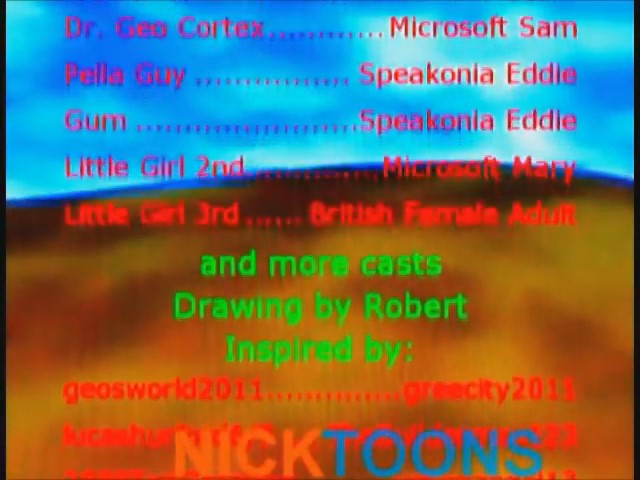 Dr. Geo Cortex............Microsoft Sam
Pella Guy ................ Speakonia Eddie
Gum .......................Speakonia Eddie
Little Girl 2nd.............Microsoft Mary
Little Girl 3rd ...... British Female Adult
and more casts
Drawing by Robert
Inspired by:
geosworld2011...............greecity2011
NICKTOONS